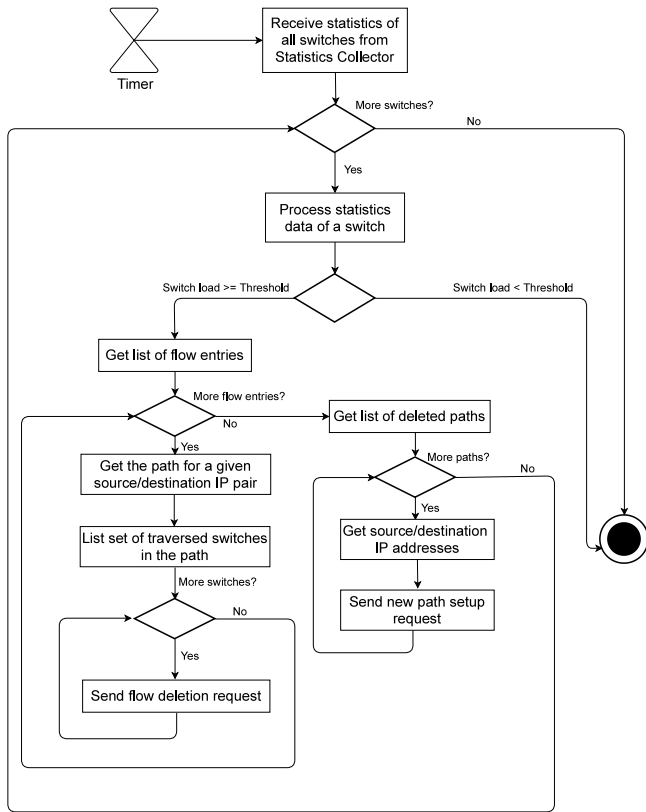 Receive statistics of
all switches from
Statistics Collector
Timer
More switches?
No
Yes
Process statistics
data of a switch
Switch load >= Threshold
Switch load < Threshold
Get list of flow entries
More flow entries?
No
Yes
Get list of deleted paths
More paths?
No
Yes
Get the path for a given
source/destination IP pair
List set of traversed switches
in the path
Get source/destination
IP addresses
More switches?
No
Yes
Send new path setup
request
Send flow deletion request